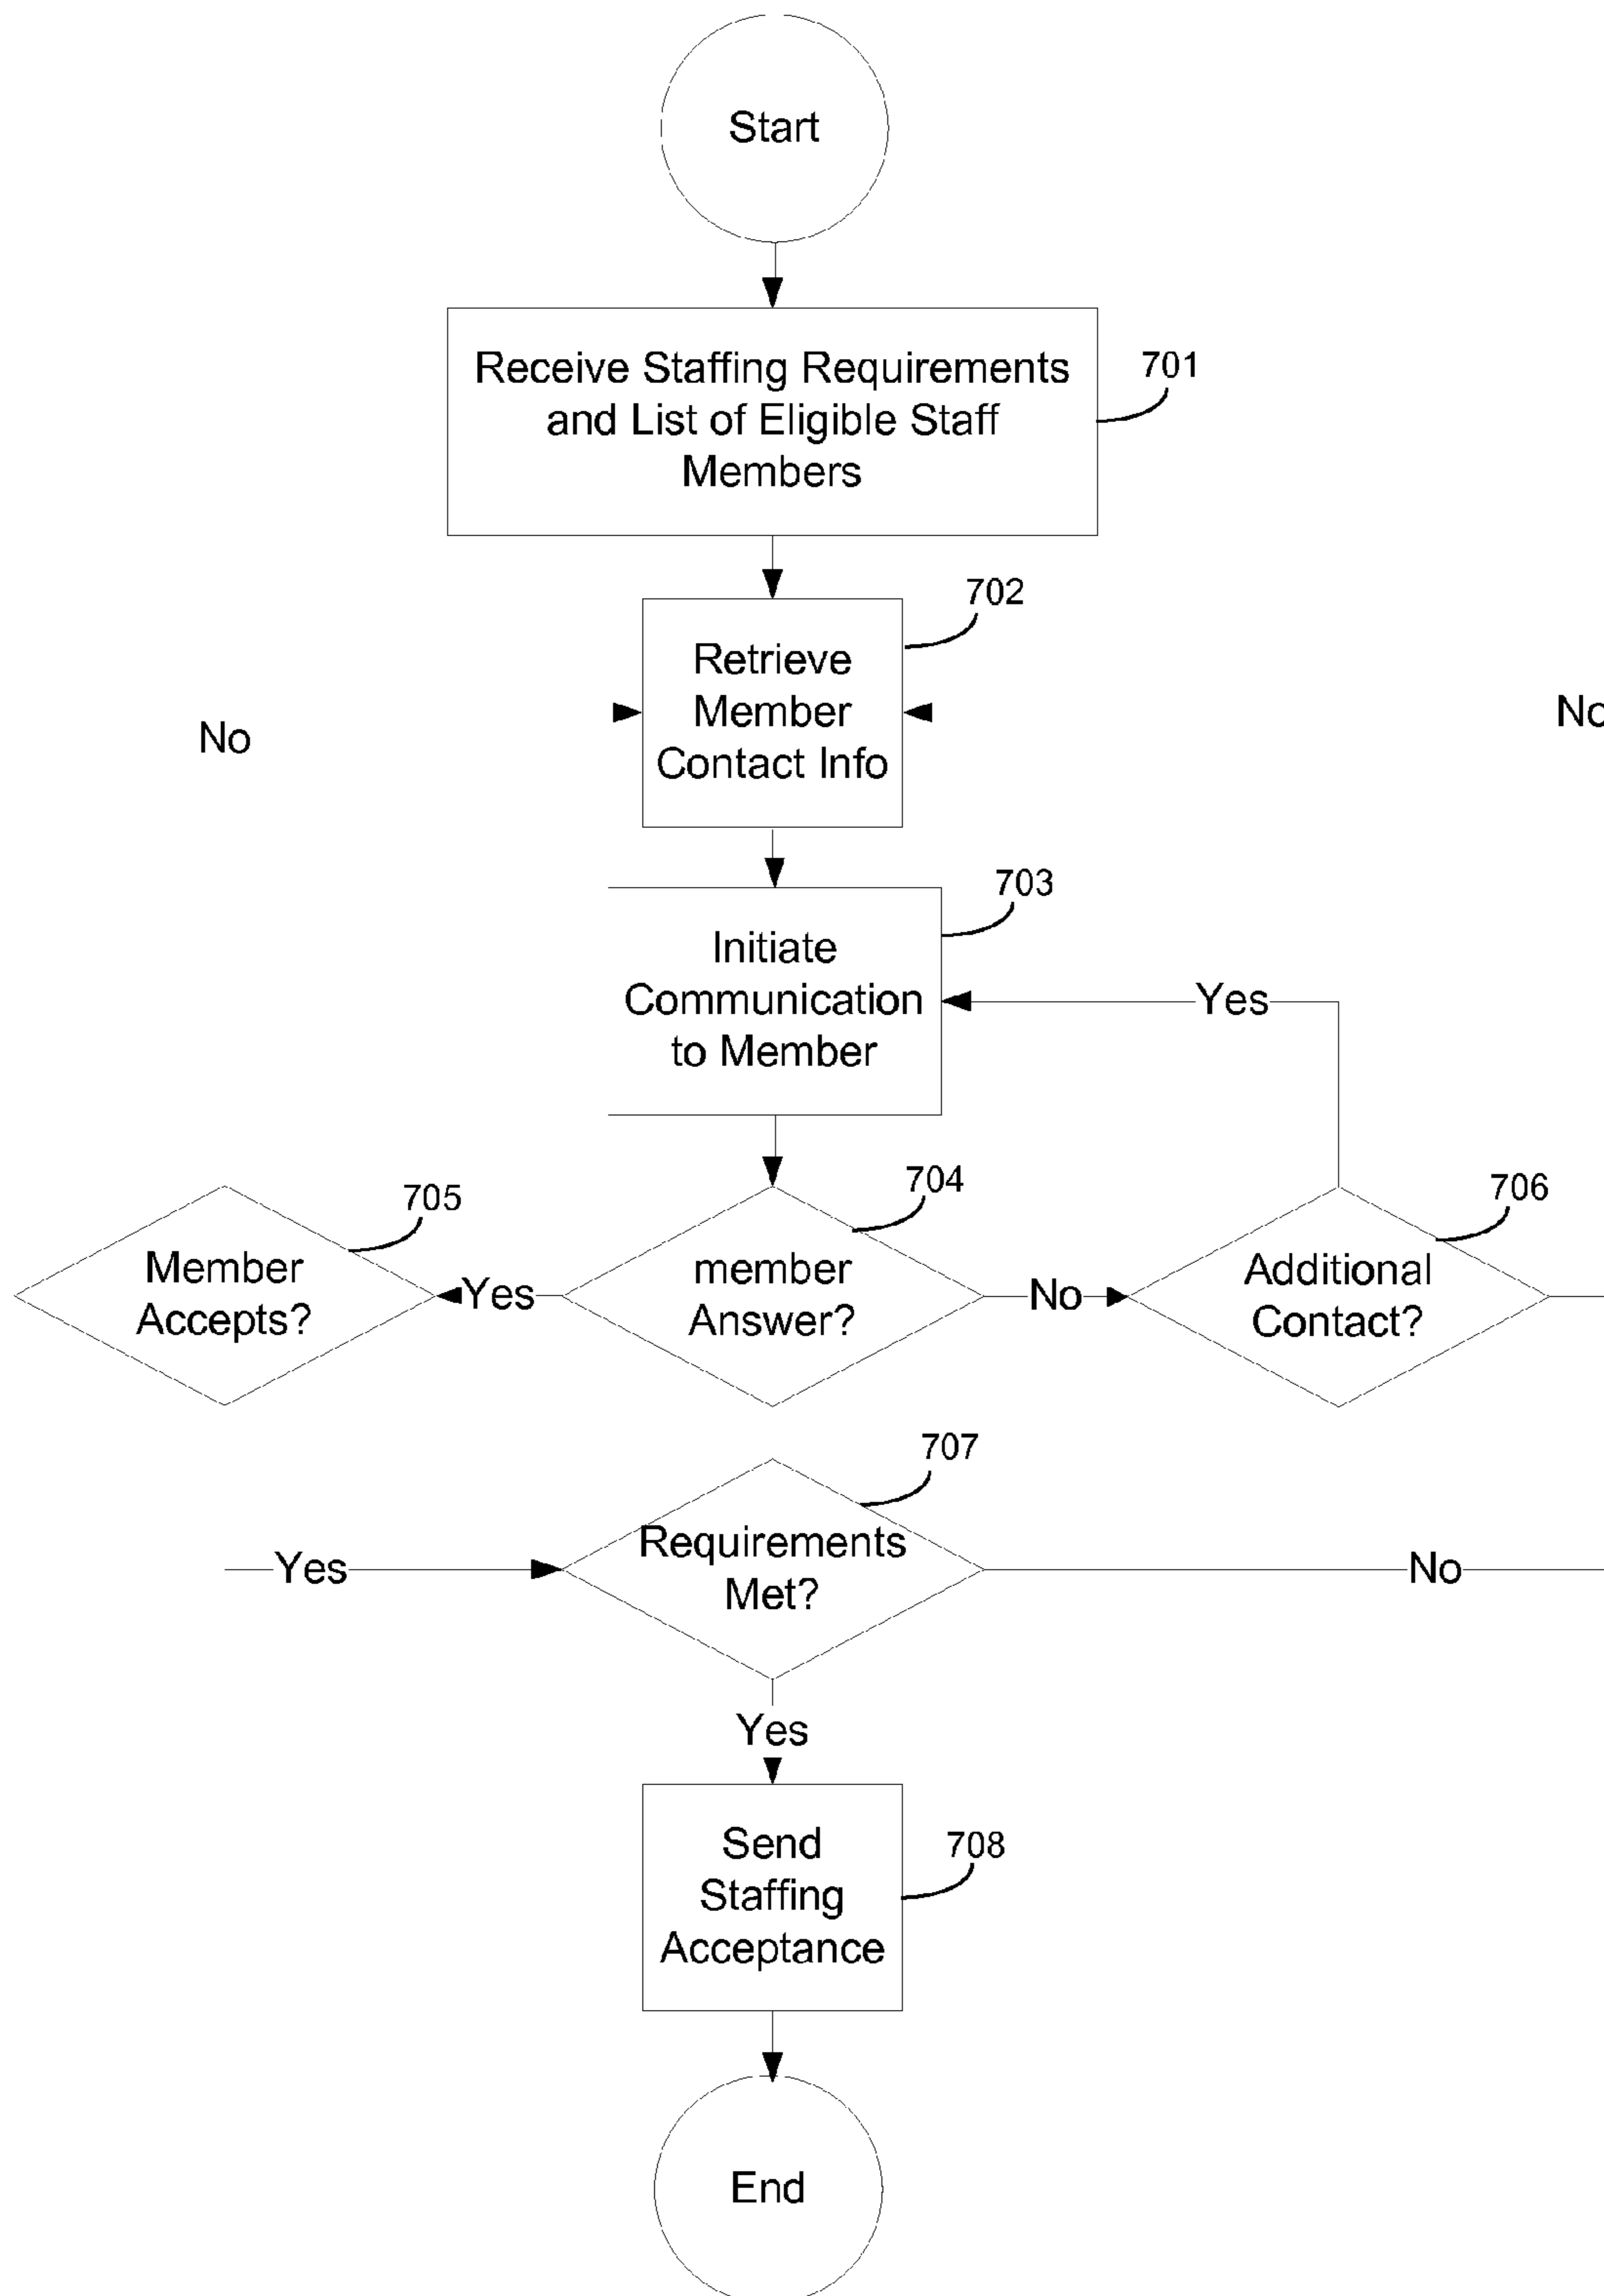 Start
Receive Staffing Requirements
and List of Eligible Staff
Members
701
702
Retrieve
Member
Contact Info
No
No
703
Initiate
Communication
to Member
Yes
705
Member
Accepts?
Yes
704
member
Answer?
No
706
Additional
Contact?
707
Requirements
Met?
Yes
No
Yes
Send
Staffing
Acceptance
708
End